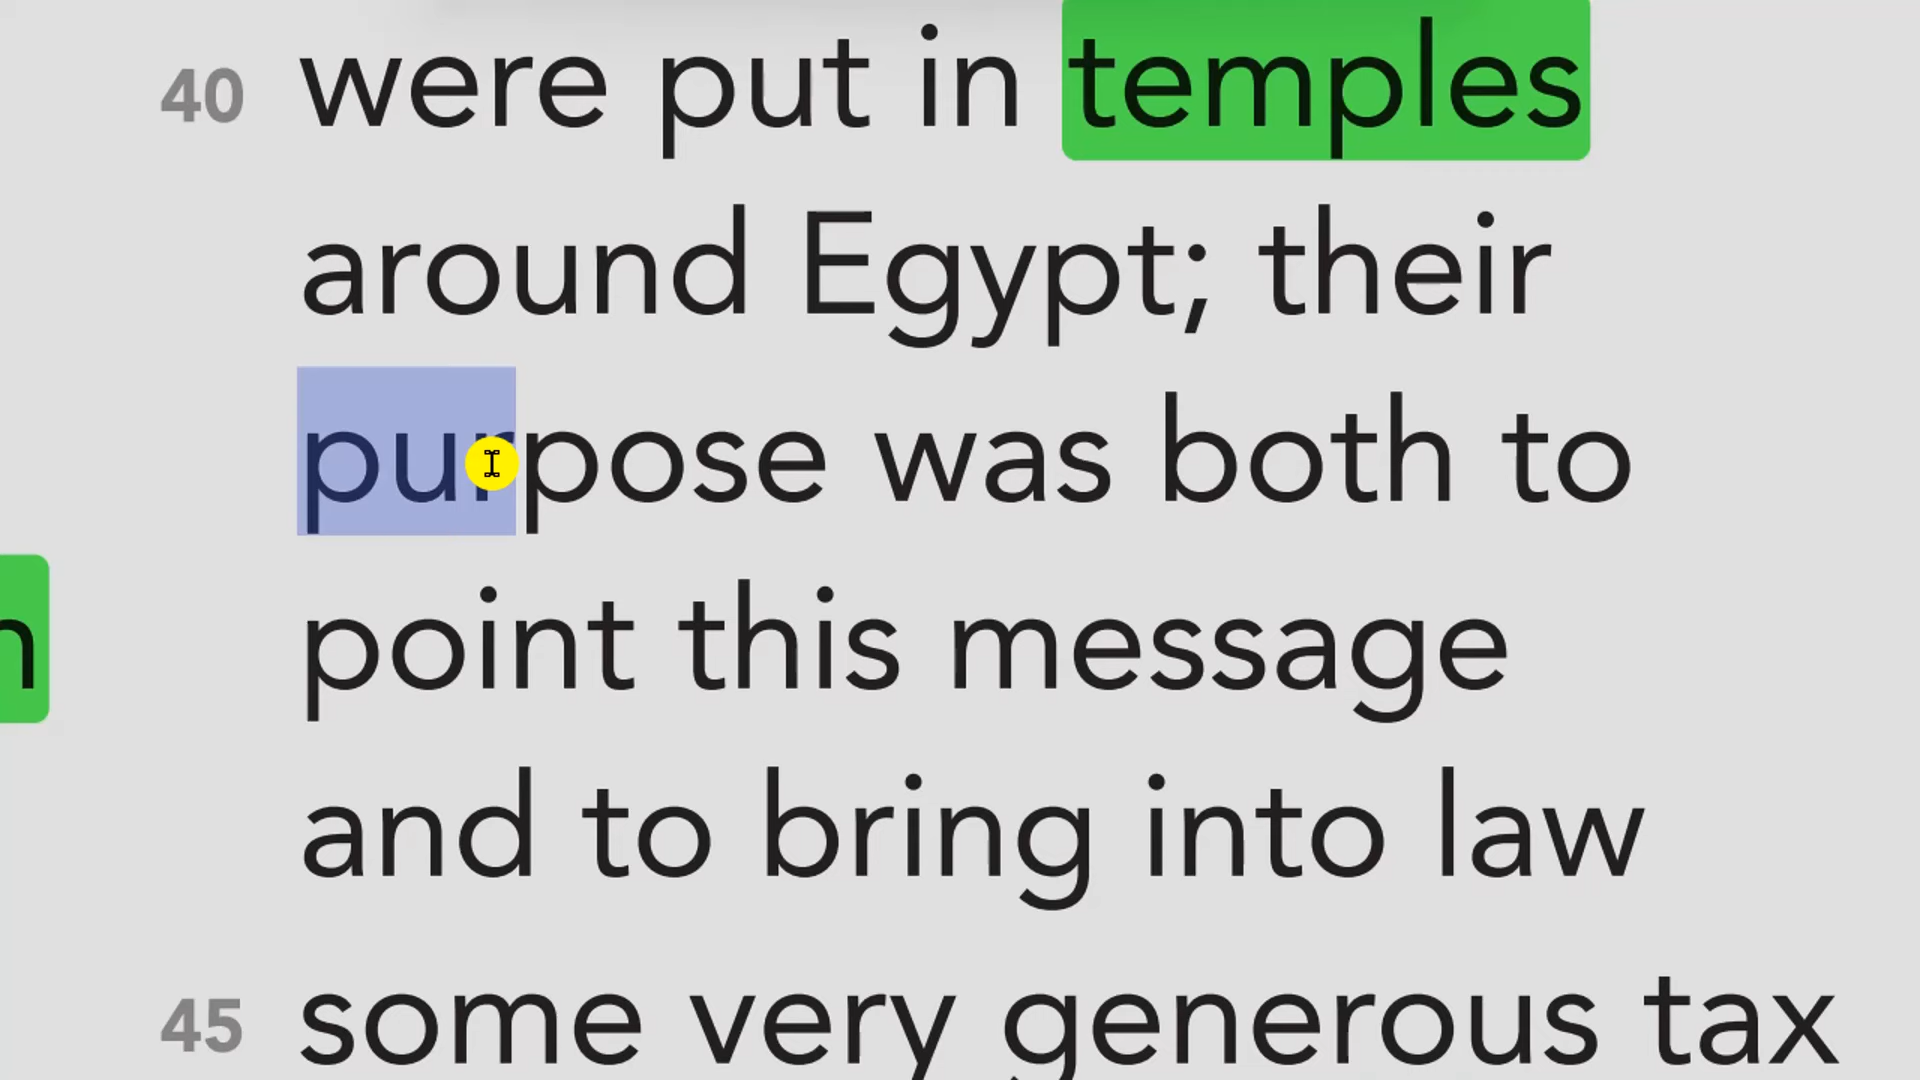 40 were put in temples
around Egypt; their
purpose was both to
point this message
and to bring into law
45 some very generous tax